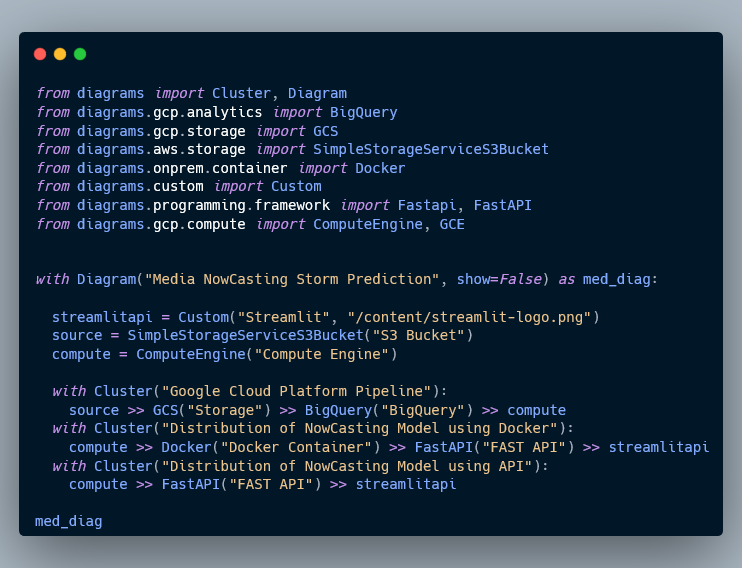 from diagrams import Cluster, Diagram
from diagrams.gcp.analytics import BigQuery
from diagrams.gcp.storage import GCS
from diagrams.aws.storage import SimpleStorageServiceS3Bucket
from diagrams.onprem.container import Docker
from diagrams.custom import Custom
from diagrams.programming.framework import Fastapi, FastAPI
from diagrams.gcp.compute import ComputeEngine, GCE
with Diagram("Media NowCasting Storm Prediction", show=False) as med_diag:
  streamlitapi = Custom("Streamlit", "/content/streamlit-logo.png")
  source = SimpleStorageServiceS3Bucket("S3 Bucket")
  compute = ComputeEngine("Compute Engine")
  with Cluster("Google Cloud Platform Pipeline"):
    source >> GCS("Storage") >> BigQuery("BigQuery") >> compute
  with Cluster("Distribution of NowCasting Model using Docker"):
    compute >> Docker("Docker Container") >> FastAPI("FAST API") >> streamlitapi
  with Cluster("Distribution of NowCasting Model using API"):
    compute >> FastAPI("FAST API") >> streamlitapi
med_diag